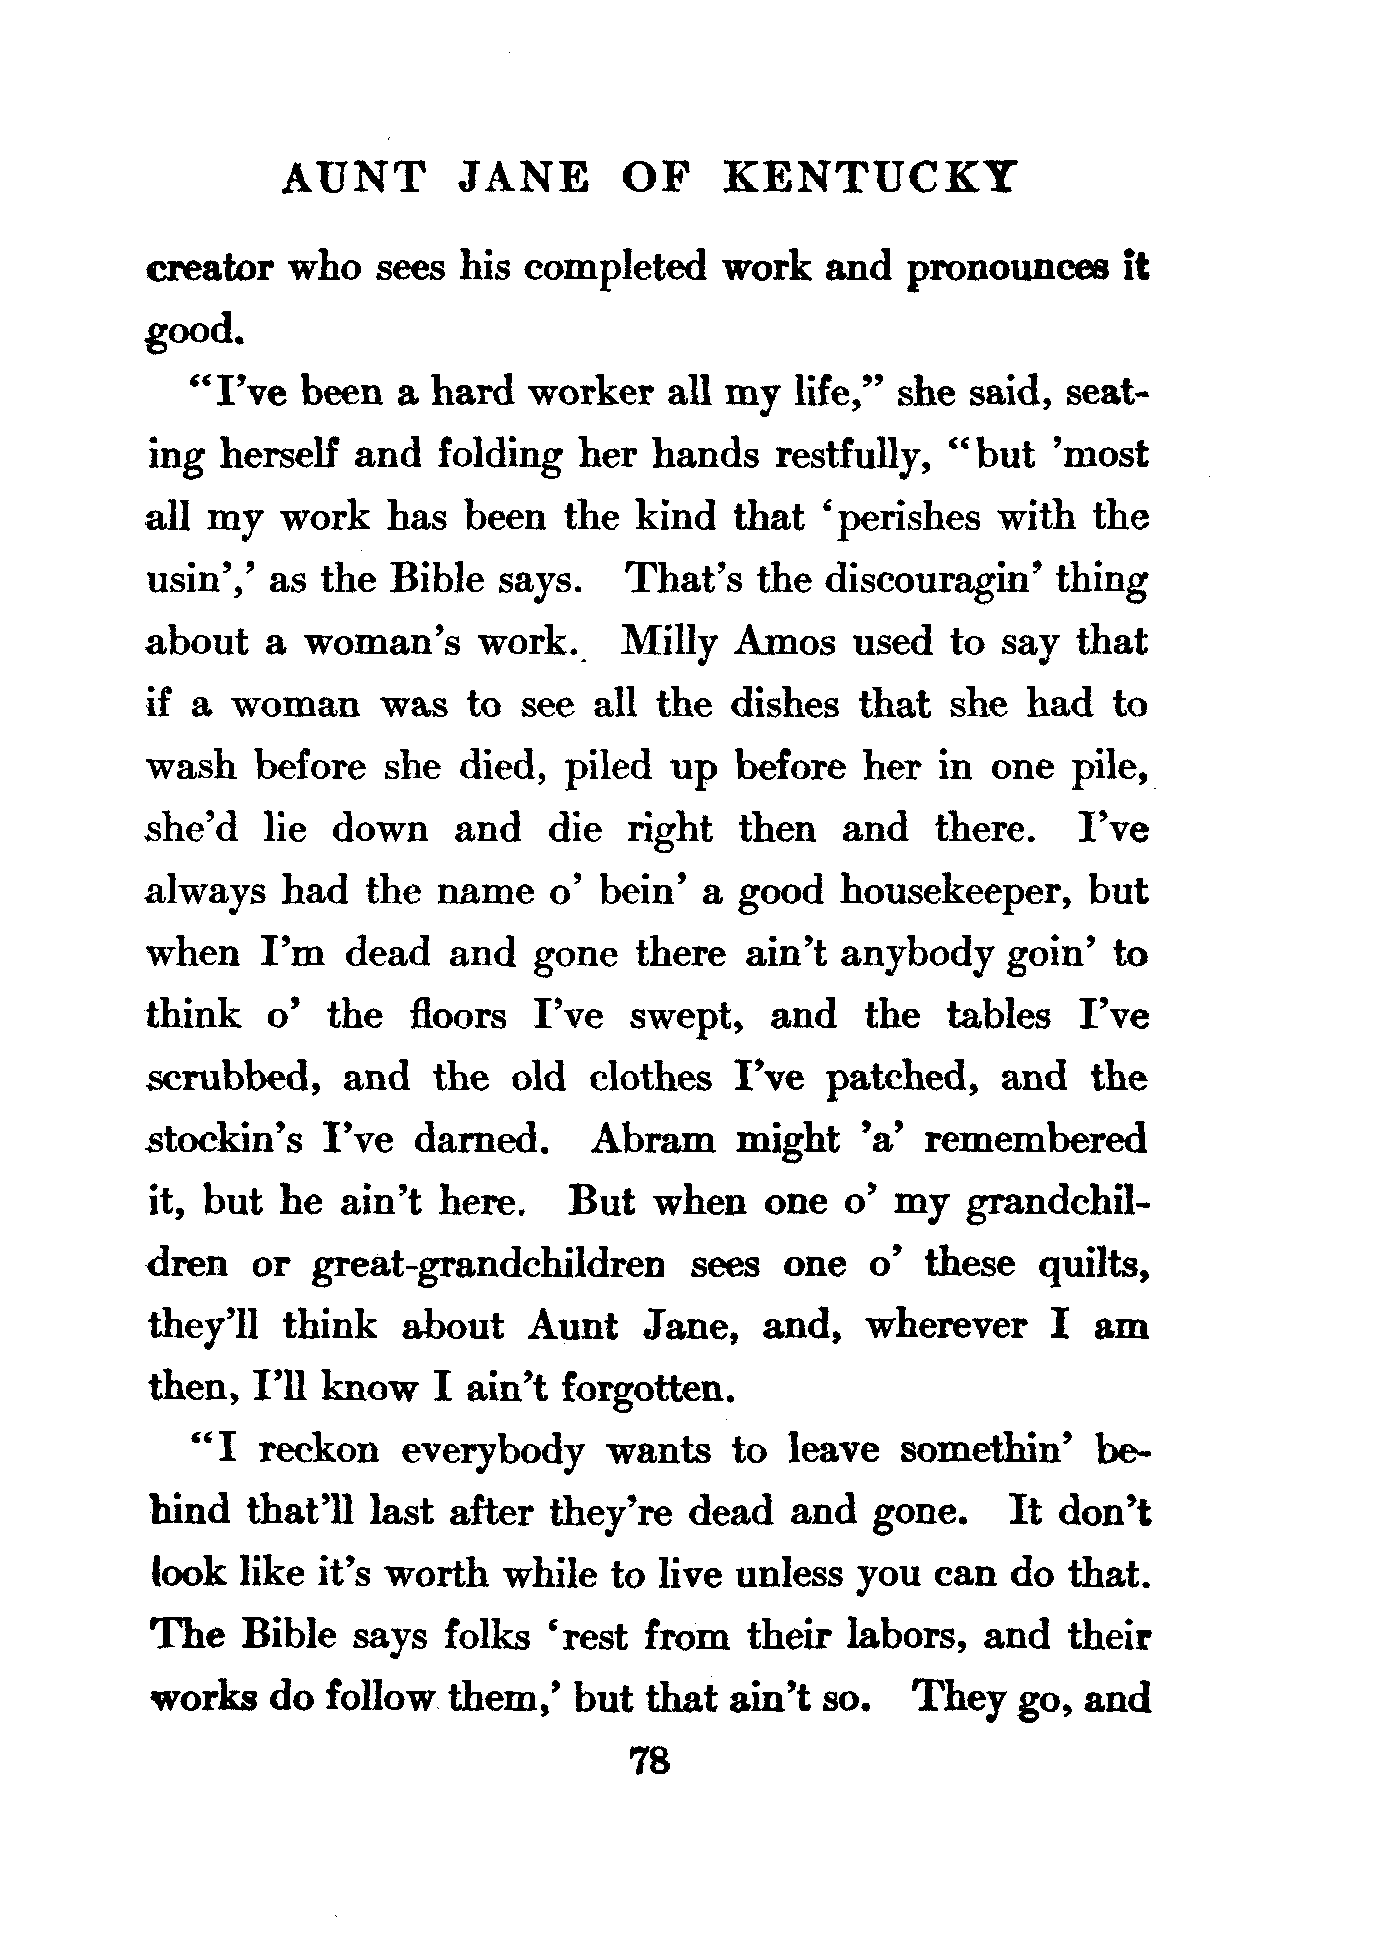 AUNT JANE OF KENTUCKY
creator who sees his completed work and pronounces it
good.
“I’ve been a hard worker all my life,” she said, seat-
ing herself and folding her hands restfully, “but ’most
all my work has been the kind that ‘perishes with the
usin’,’ as the Bible says. That’s the discouragin’ thing
about a woman’s work. Milly Amos used to say that
if a woman was to see all the dishes that she had to
wash before she died, piled up before her in one pile,
she’d lie down and die right then and there. I’ve
always had the name o’ bein’ a good housekeeper, but
when I’m dead and gone there ain’t anybody goin’ to
think o’ the floors I’ve swept, and the tables I’ve
scrubbed, and the old clothes I’ve patched, and the
stockin’s I’ve darned. Abram might ’a’ remembered
it, but he ain’t here. But when one o’ my grandchil-
dren or great-grandchildren sees one o’ these quilts,
they’ll think about Aunt Jane, and, wherever I am
then, I’ll know I ain’t forgotten.
“I reckon everybody wants to leave somethin’ be-
hind that’ll last after they’re dead and gone. It don’t
look like it’s worth while to live unless you can do that.
The Bible says folks ‘rest from their labors, and their
works do follow them,’ but that ain’t so. They go, and
78